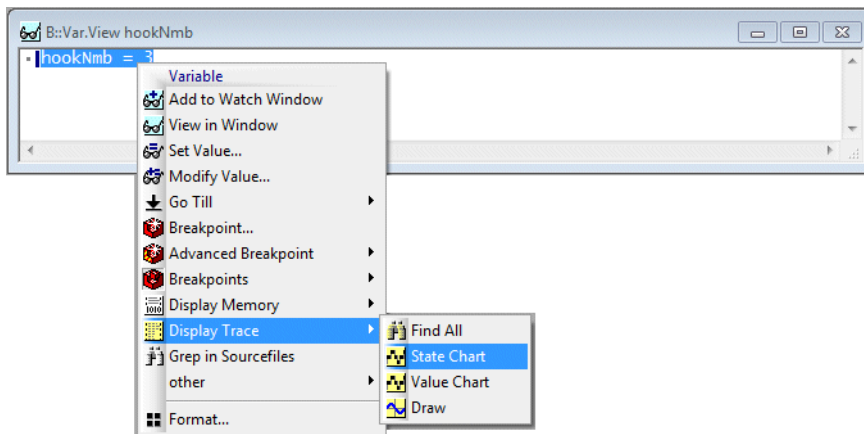 B::Var.View hookNmb
hookNmb = 3
Variable
Add to Watch Window
View in Window
Set Value...
Modify Value...
Go Till
Breakpoint...
Advanced Breakpoint
Breakpoints
Display Memory
Display Trace
Find All
Grep in Sourcefiles
State Chart
other
Value Chart
Format...
Draw